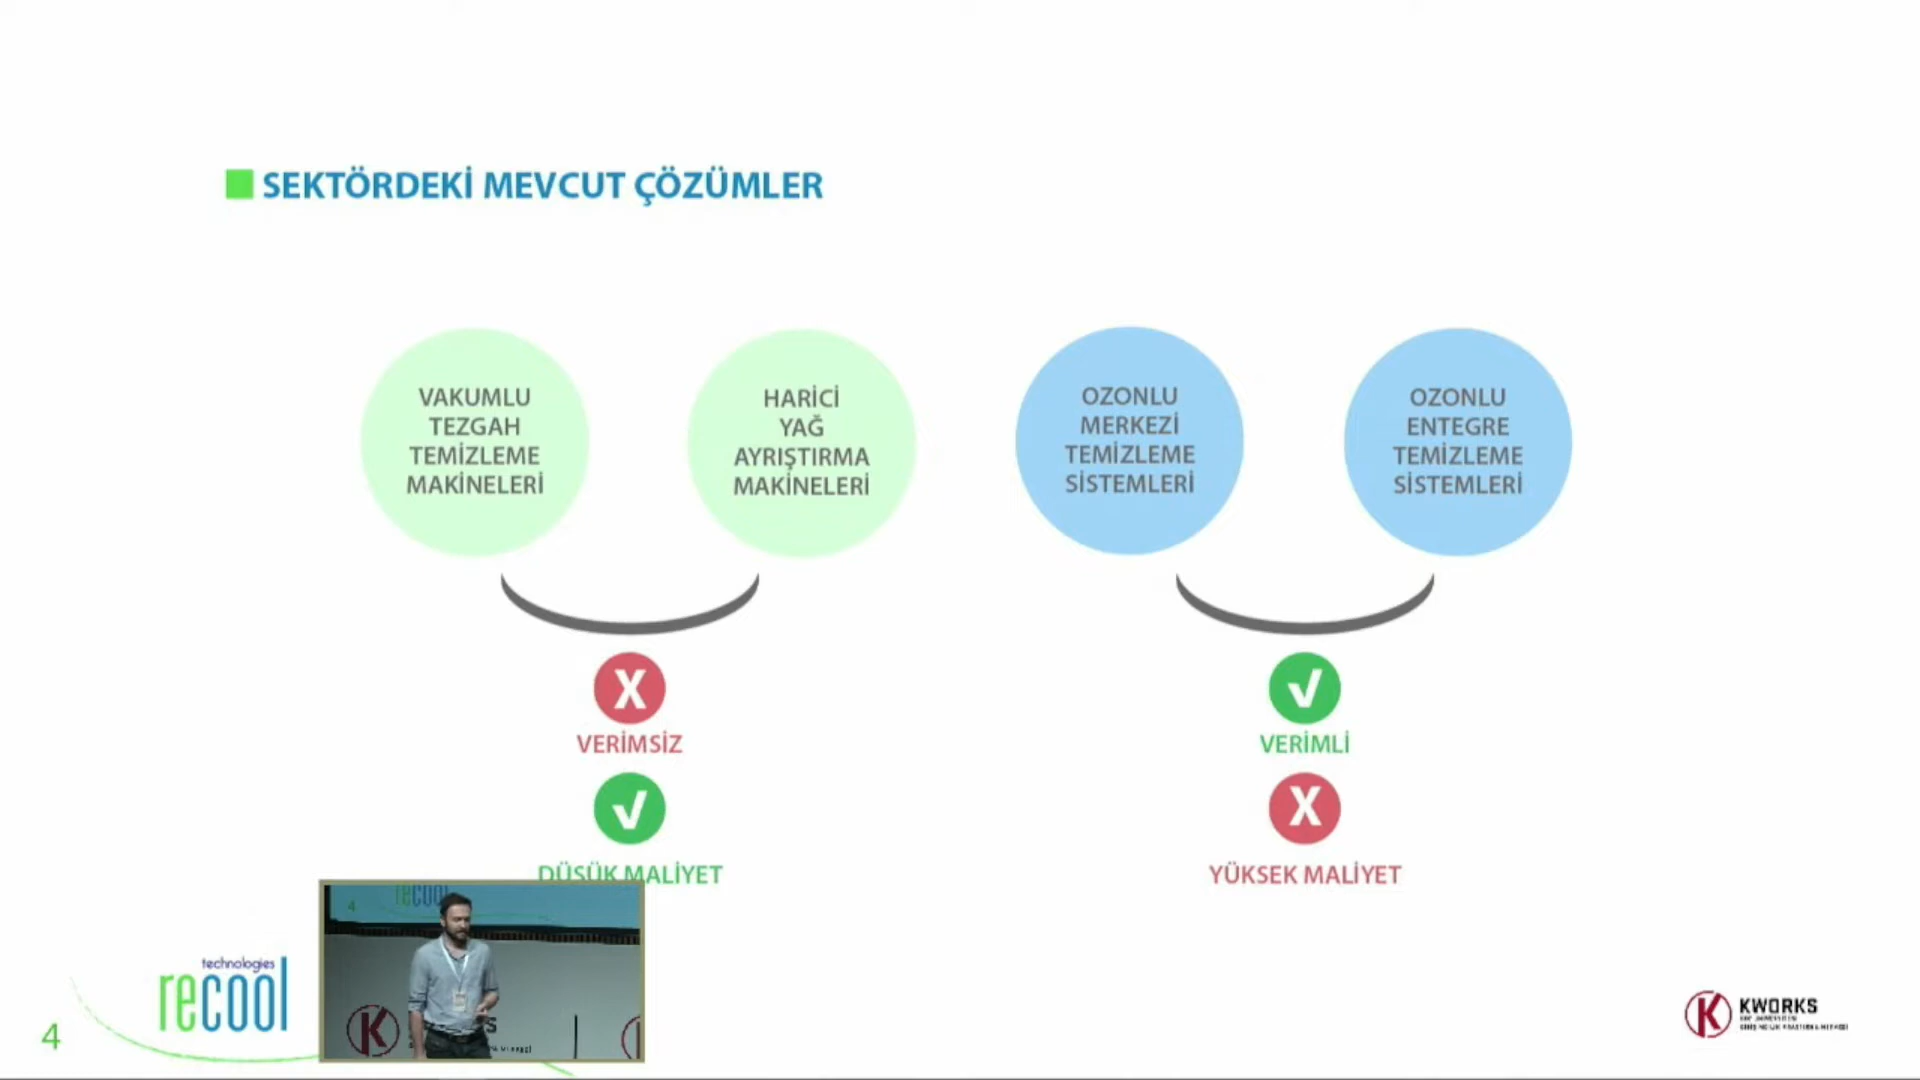 SEKTÖRDEKİ MEVCUT ÇÖZÜMLER
VAKUMLU
TEZGAH
TEMİZLEME
MAKİNELERİ
HARİCİ
YAĞ
AYRIŞTIRMA
MAKİNELERİ
OZONLU
MERKEZİ
TEMİZLEME
SİSTEMLERİ
OZONLU
ENTEGRE
TEMİZLEME
SİSTEMLERİ
X
VERİMSİZ
√
DÜŞÜK MALİYET
√
VERİMLİ
X
YÜKSEK MALİYET
technologies
recool
4
recool
4
K
K KWORKS